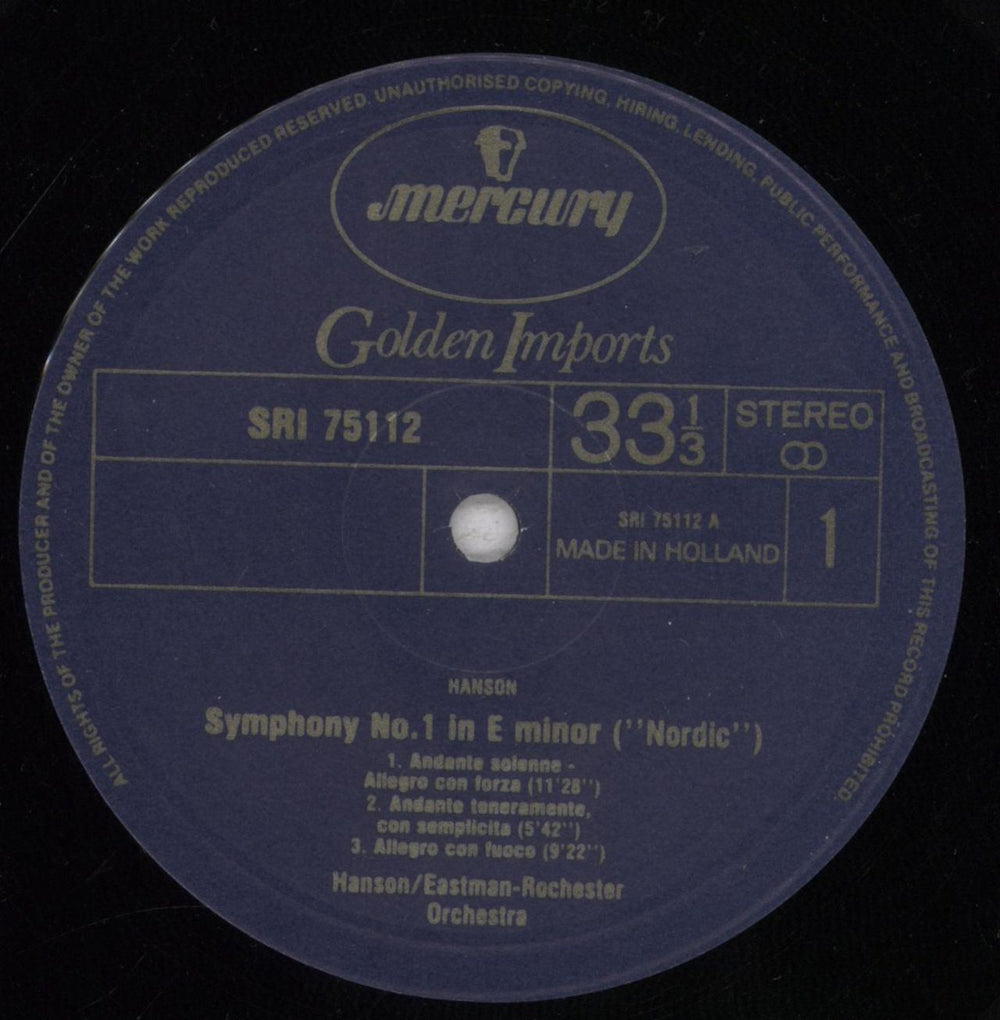 ALL RIGHTS OF THE PRODUCER AND OF THE OWNER OF THE WORK REPRODUCED RESERVED. UNAUTHORISED COPYING, HIRING, LENDING, PUBLIC PERFORMANCE AND BROADCASTING OF THIS RECORD PROHIBITED.
mercury
Golden Imports
SRI 75112
33 1/3
STEREO
SRI 75112 A
MADE IN HOLLAND
1
HANSON
Symphony No.1 in E minor (''Nordic'')
1. Andante solenne -
Allegro con forza (11'28'')
2. Andante teneramente,
con semplicita (5'42'')
3. Allegro con fuoco (9'22'')
Hanson/Eastman-Rochester
Orchestra